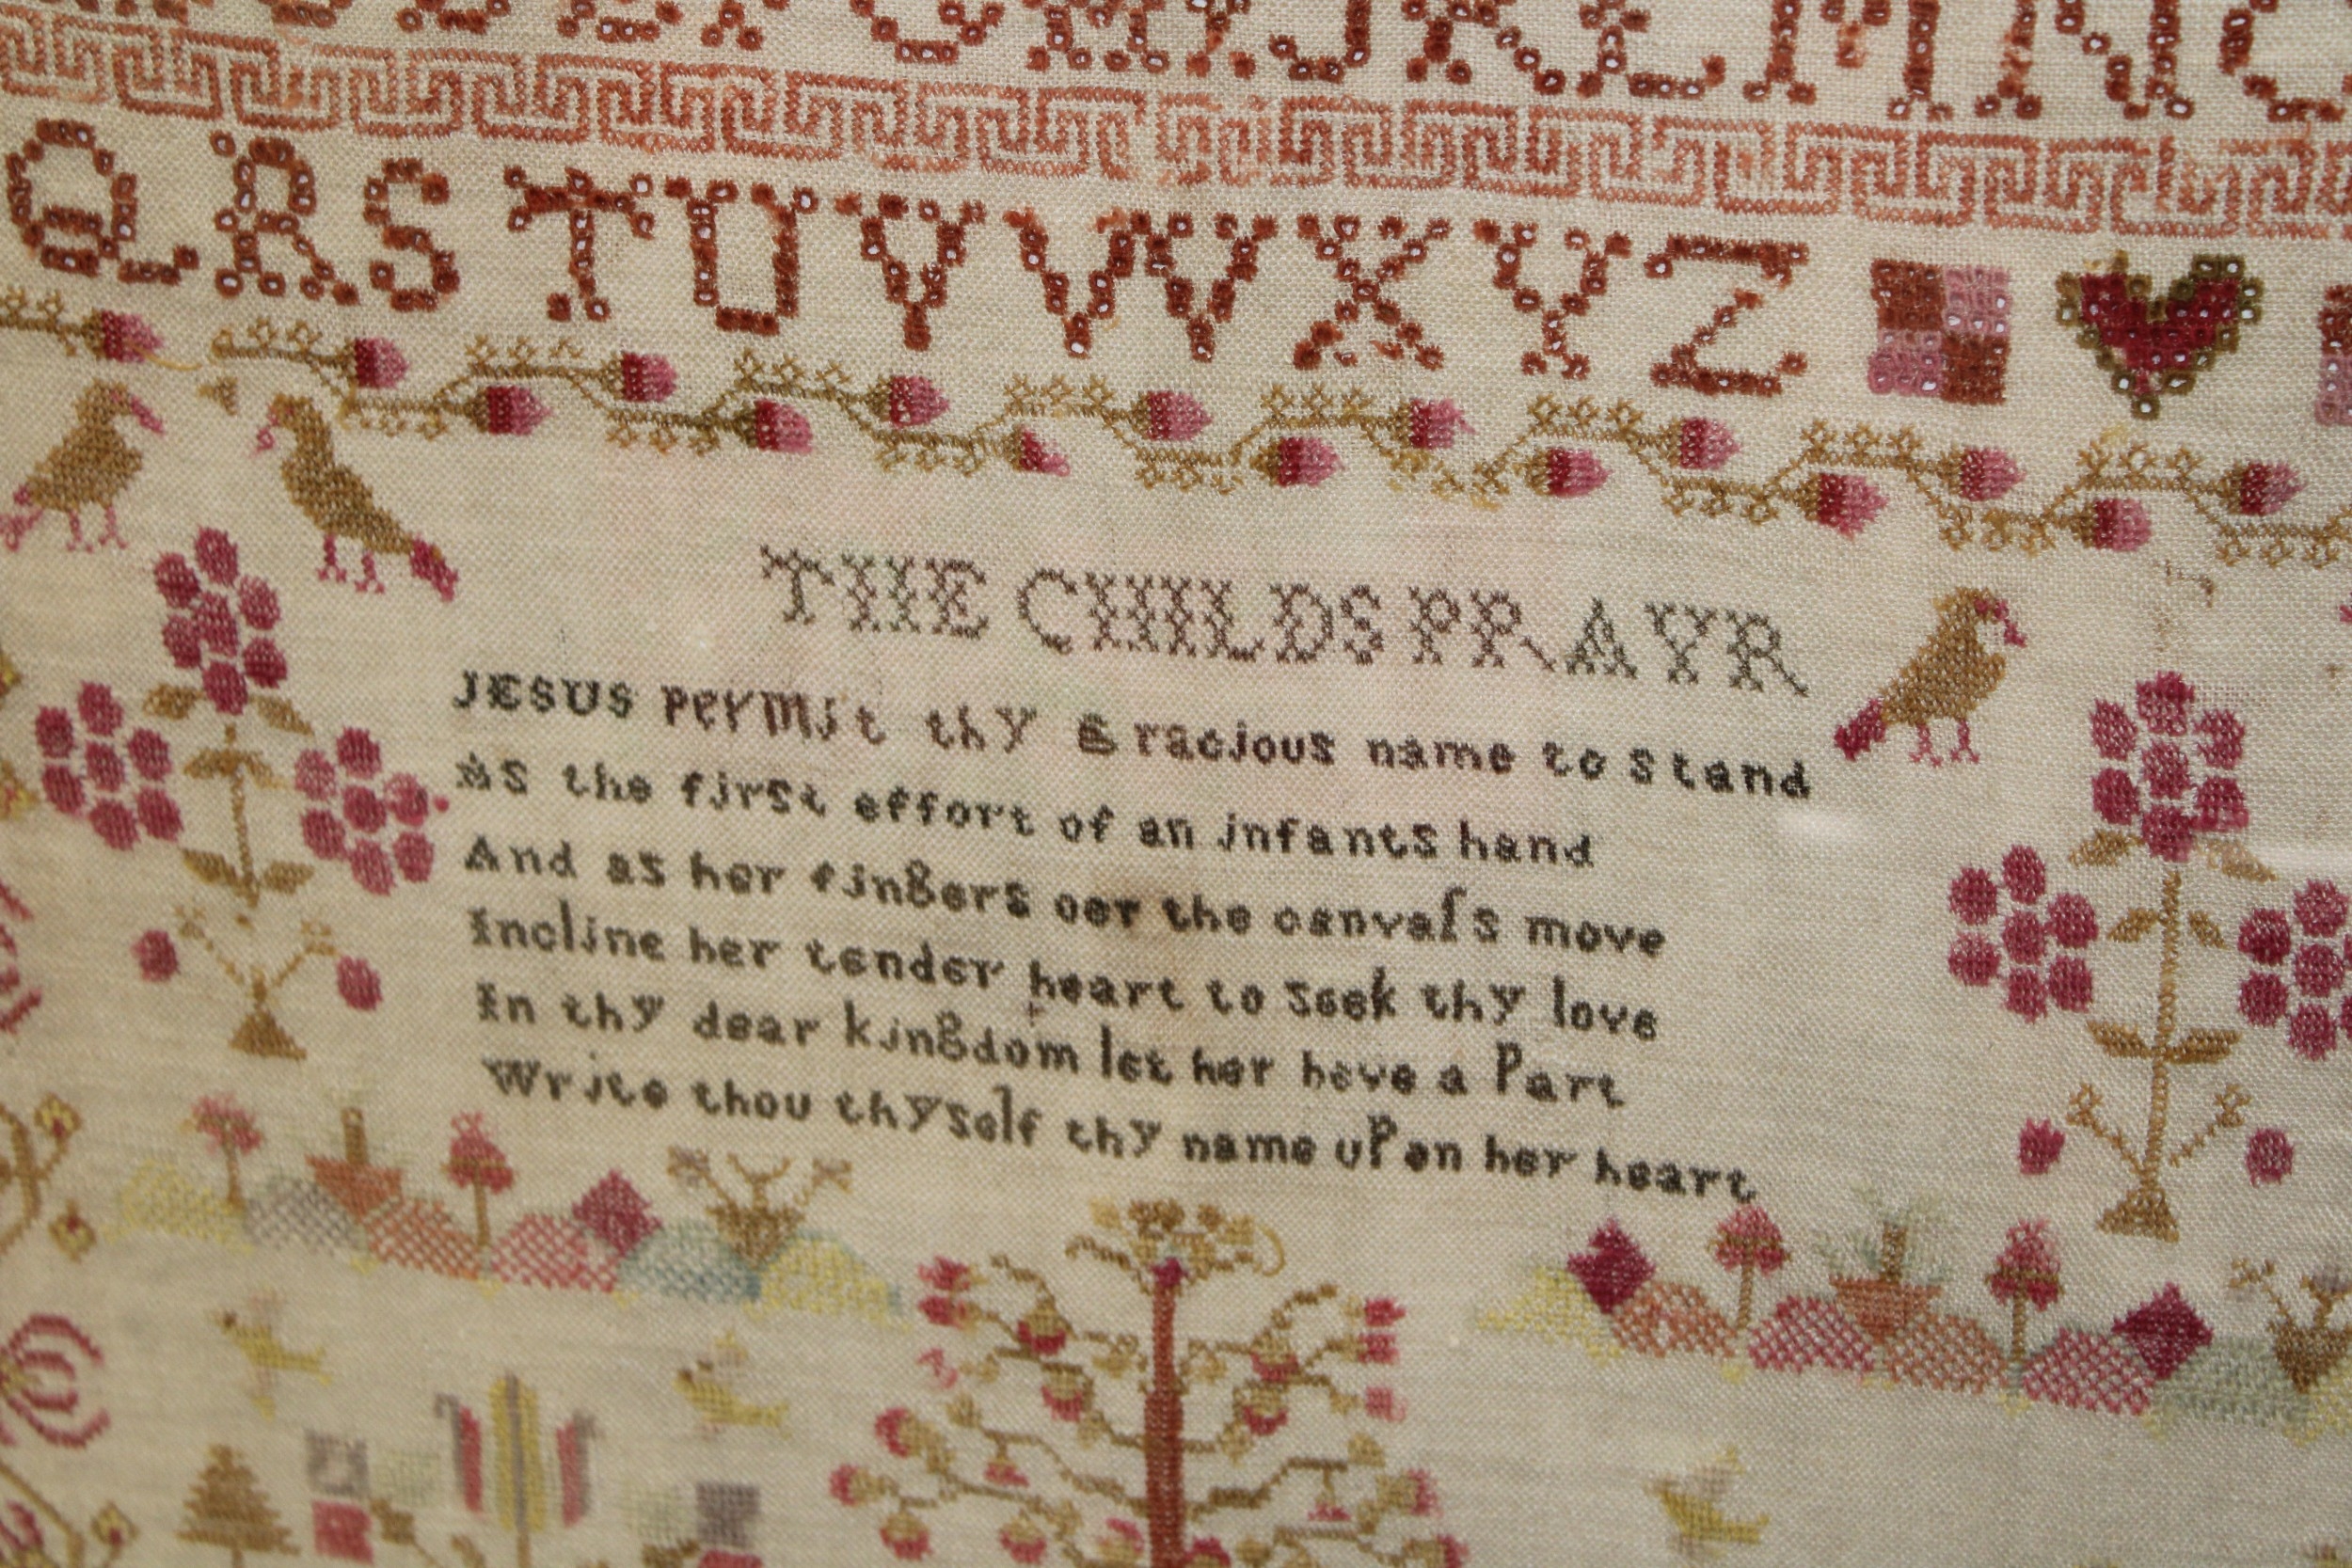 Q R S T U V W X Y Z
THE CHILDS PRAYR
JESUS Permit thy Gracious name to stand
As the first effort of an infants hand
And as her fingers oer the canvaſs move
Incline her tender heart to seek thy love
In thy dear kingdom let her have a Part
Write thou thyself thy name uPon her heart